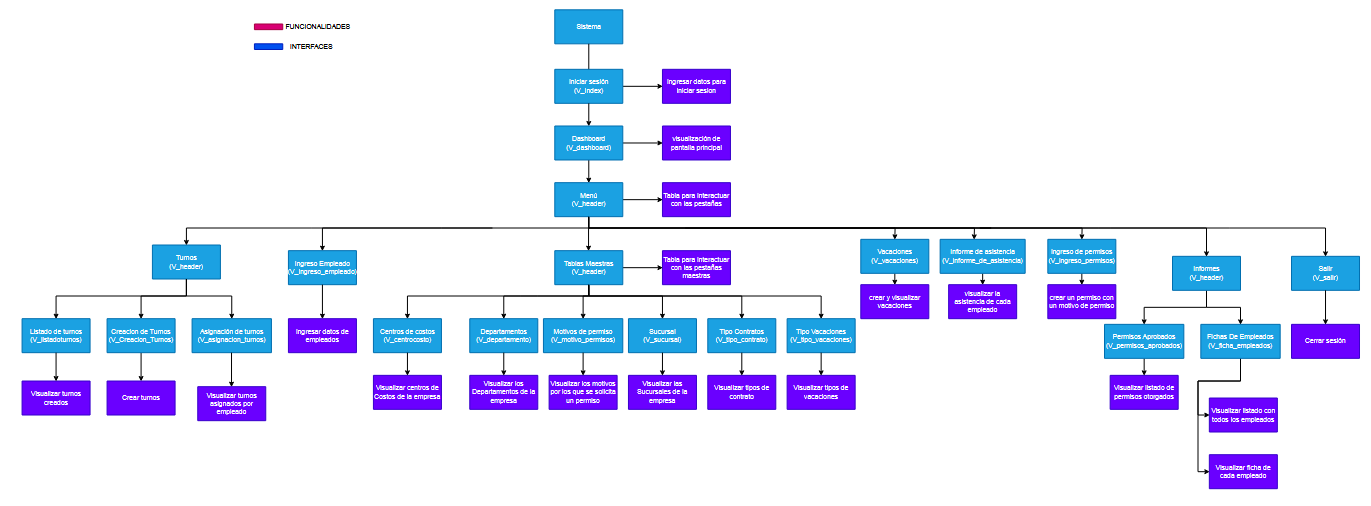 FUNCIONALIDADES
INTERFACES
Sistema
Iniciar sesión
(V_index)
Ingresar datos para
iniciar sesion
Dashboard
(V_dashboard)
visualización de
pantalla principal
Menú
(V_header)
Tabla para interactuar
con las pestañas
Turnos
(V_header)
Ingreso Empleado
(V_ingreso_empleado)
Tablas Maestras
(V_header)
Tabla para interactuar
con las pestañas
maestras
Vacaciones
(V_vacaciones)
Informe de asistencia
(V_informe_de_asistencia)
Ingreso de permisos
(V_ingreso_permisos)
Informes
(V_header)
Salir
(V_salir)
crear y visualizar
vacaciones
visualizar la
asistencia de cada
empleado
crear un permiso con
un motivo de permiso
Listado de turnos
(V_listadoturnos)
Creacion de Turnos
(V_Creacion_Turnos)
Asignación de turnos
(V_asignacion_turnos)
Ingresar datos de
empleados
Centros de costos
(V_centrocosto)
Departamentos
(V_departamento)
Motivos de permiso
(V_motivo_permisos)
Sucursal
(V_sucursal)
Tipo Contratos
(V_tipo_contrato)
Tipo Vacaciones
(V_tipo_vacaciones)
Permisos Aprobados
(V_permisos_aprobados)
Fichas De Empleados
(V_ficha_empleados)
Cerrar sesión
Visualizar turnos
creados
Crear turnos
Visualizar turnos
asignados por
empleado
Visualizar centros de
Costos de la empresa
Visualizar los
Departamentos de la
empresa
Visualizar los motivos
por los que se solicita
un permiso
Visualizar las
Sucursales de la
empresa
Visualizar tipos de
contrato
Visualizar tipos de
vacaciones
Visualizar listado de
permisos otorgados
Visualizar listado con
todos los empleados
Visualizar ficha de
cada empleado